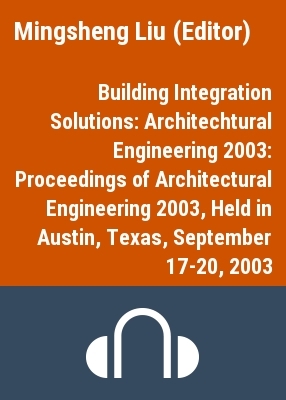 Mingsheng Liu (Editor)
Building Integration
Solutions: Architechtural
Engineering 2003:
Proceedings of Architectural
Engineering 2003, Held in
Austin, Texas, September
17-20, 2003